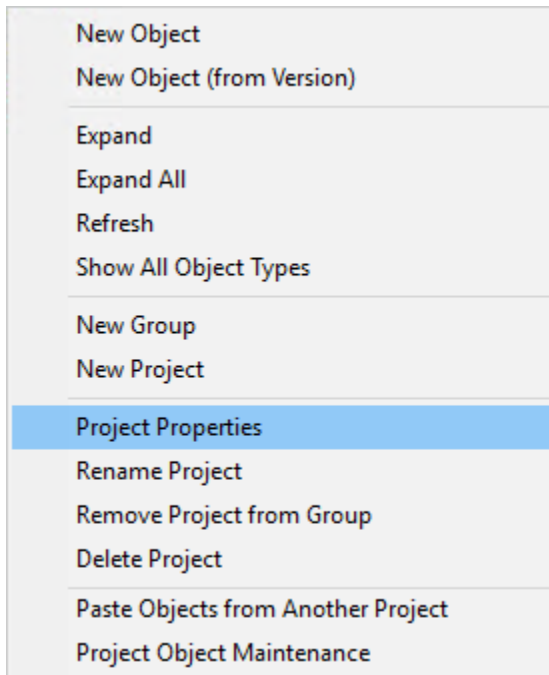 New Object
New Object (from Version)
Expand
Expand All
Refresh
Show All Object Types
New Group
New Project
Project Properties
Rename Project
Remove Project from Group
Delete Project
Paste Objects from Another Project
Project Object Maintenance